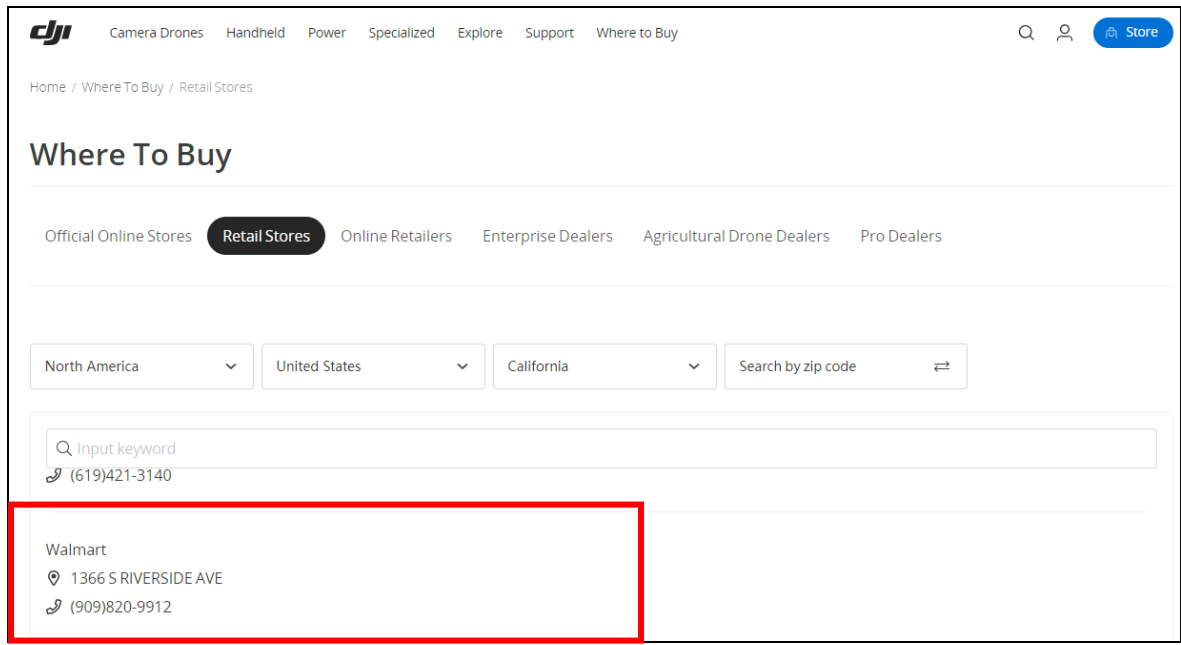 dji Camera Drones Handheld Power Specialized Explore Support Where to Buy Store
Home / Where To Buy / Retail Stores
Where To Buy
Official Online Stores Retail Stores Online Retailers Enterprise Dealers Agricultural Drone Dealers Pro Dealers
North America United States California Search by zip code
Input keyword
(619)421-3140
Walmart
1366 S RIVERSIDE AVE
(909)820-9912